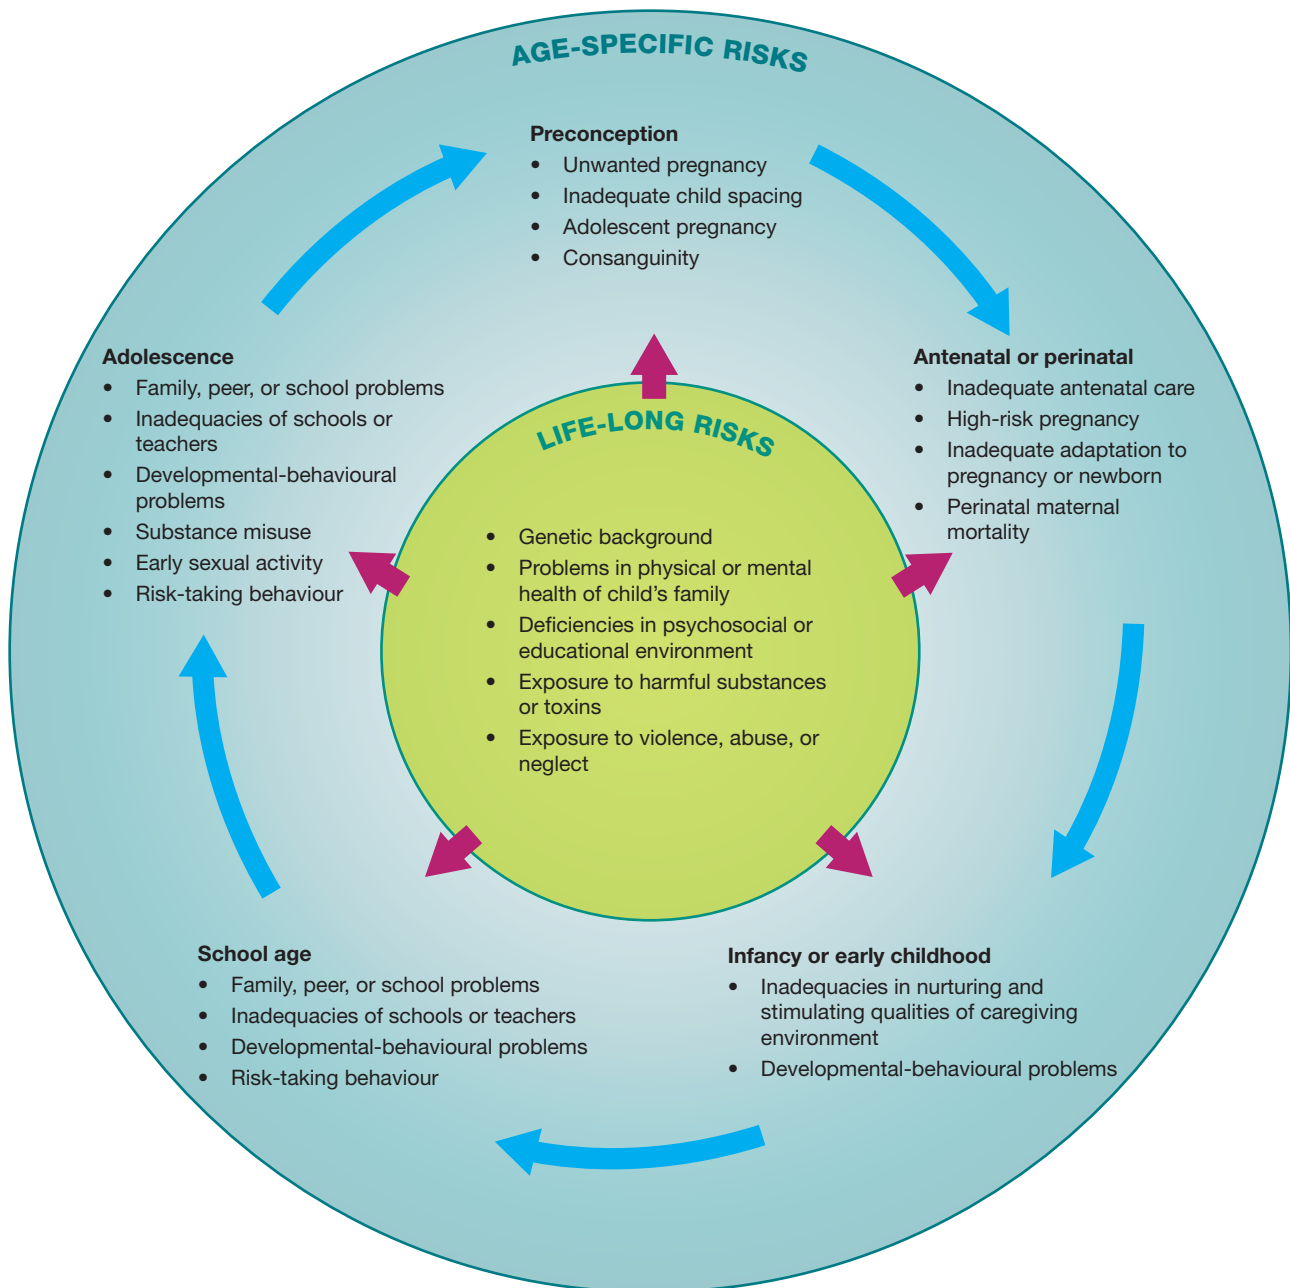 AGE-SPECIFIC RISKS
Preconception
• Unwanted pregnancy
• Inadequate child spacing
• Adolescent pregnancy
• Consanguinity
Antenatal or perinatal
• Inadequate antenatal care
• High-risk pregnancy
• Inadequate adaptation to
pregnancy or newborn
• Perinatal maternal
mortality
Infancy or early childhood
• Inadequacies in nurturing and
stimulating qualities of caregiving
environment
• Developmental-behavioural problems
School age
• Family, peer, or school problems
• Inadequacies of schools or teachers
• Developmental-behavioural problems
• Risk-taking behaviour
Adolescence
• Family, peer, or school problems
• Inadequacies of schools or
teachers
• Developmental-behavioural
problems
• Substance misuse
• Early sexual activity
• Risk-taking behaviour
LIFE-LONG RISKS
• Genetic background
• Problems in physical or mental
health of child’s family
• Deficiencies in psychosocial or
educational environment
• Exposure to harmful substances
or toxins
• Exposure to violence, abuse, or
neglect